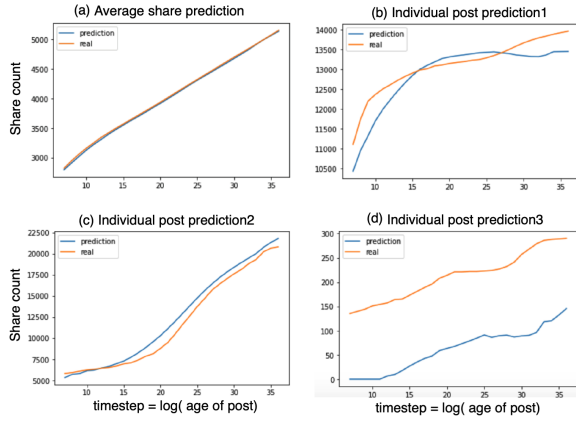 (a) Average share prediction
(b) Individual post prediction1
prediction
real
prediction
real
Share count
5000
4500
4000
3500
3000
14000
13500
13000
12500
12000
11500
11000
10500
10 15 20 25 30 35
10 15 20 25 30 35
(c) Individual post prediction2
(d) Individual post prediction3
prediction
real
prediction
real
Share count
22500
20000
17500
15000
12500
10000
7500
5000
300
250
200
150
100
50
0
10 15 20 25 30 35
10 15 20 25 30 35
timestep = log( age of post)
timestep = log( age of post)